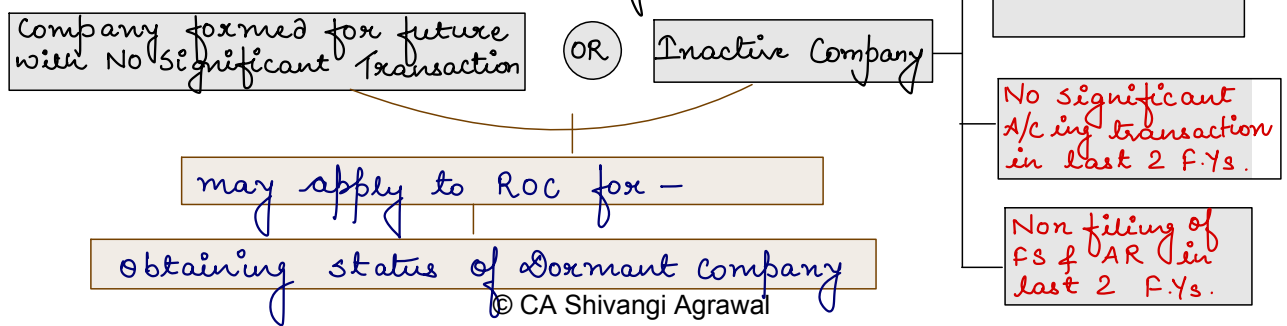 Company formed for future
with No Significant Transaction
OR
Inactive Company
No significant
A/C ing transaction
in last 2 F.Ys.
may apply to ROC for –
Non filing of
FS & AR in
last 2 F.Ys.
obtaining status of Dormant Company
© CA Shivangi Agrawal